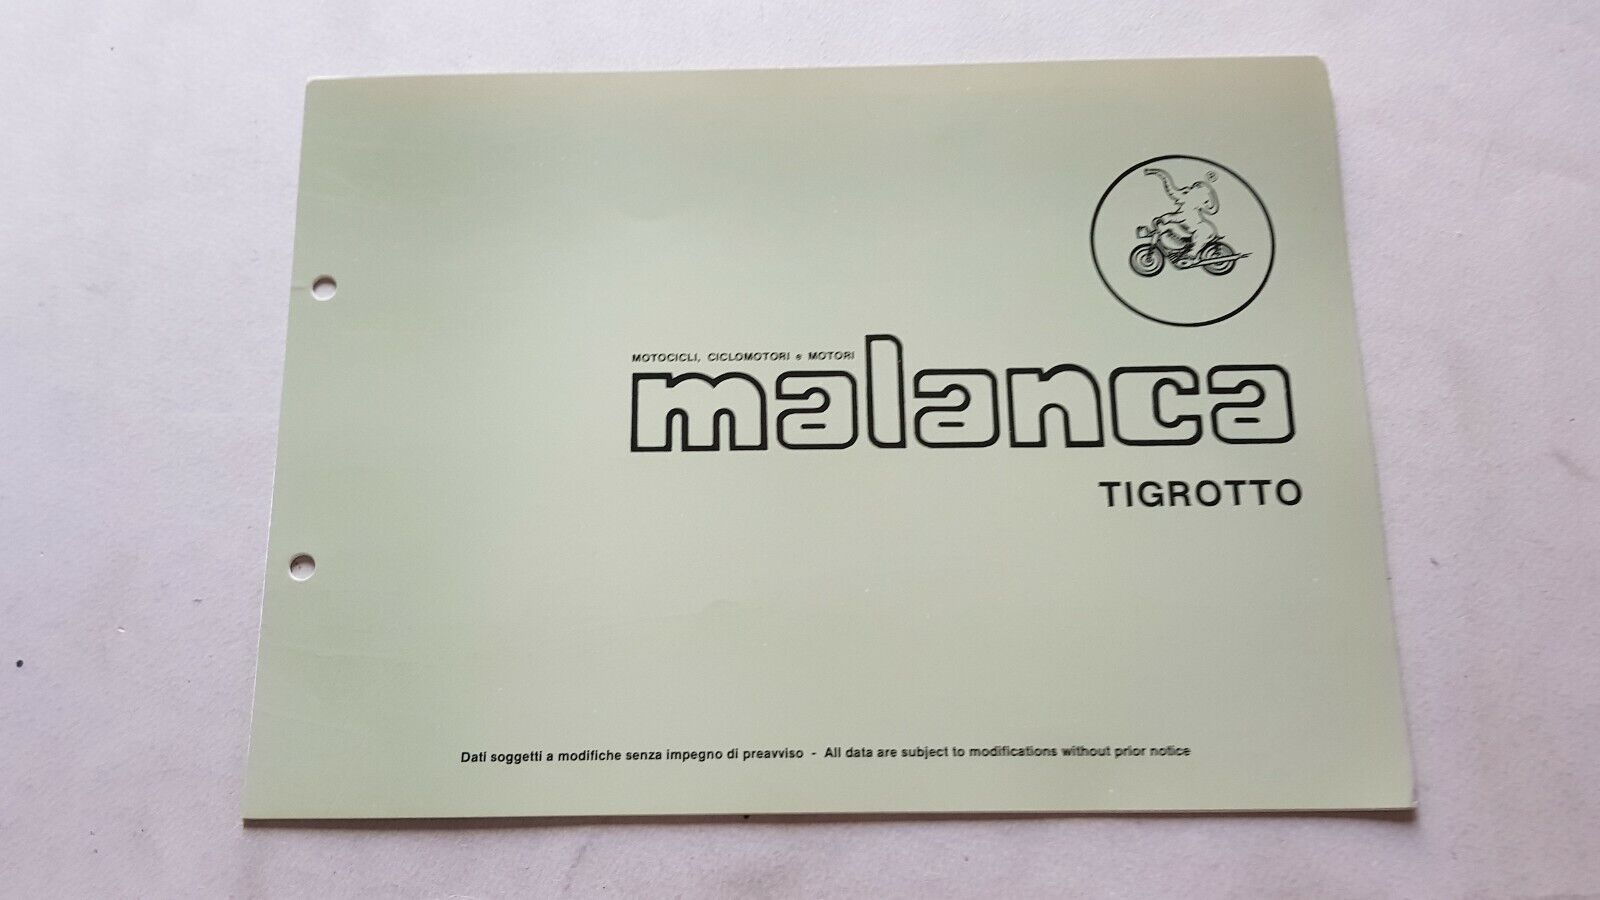 ®
MOTOCICLI, CICLOMOTORI e MOTORI
malanca
TIGROTTO
Dati soggetti a modifiche senza impegno di preavviso - All data are subject to modifications without prior notice